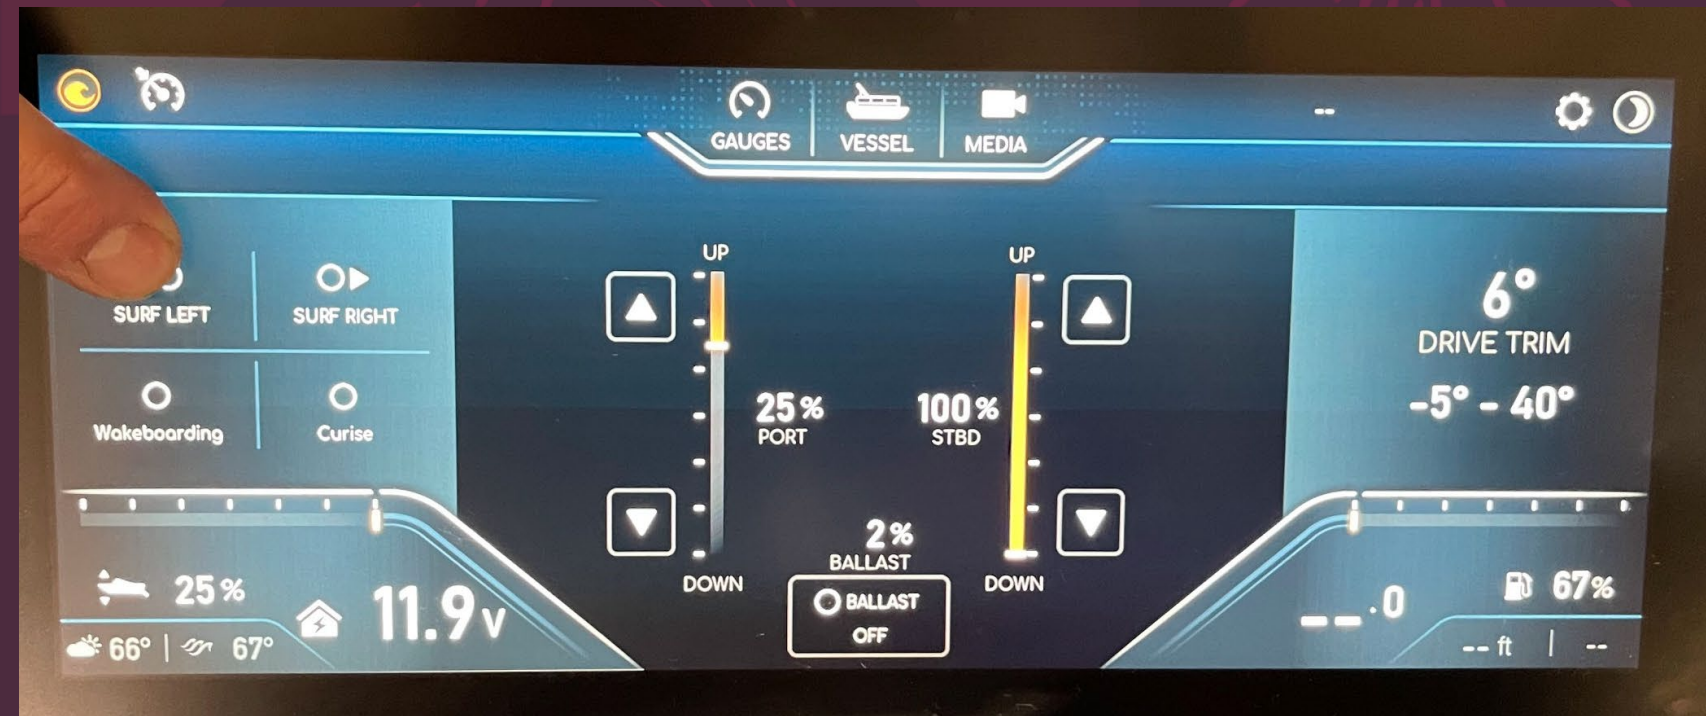 GAUGES
VESSEL
MEDIA
--
SURF LEFT
SURF RIGHT
Wakeboarding
Curise
UP
UP
25%
PORT
100%
STBD
2%
BALLAST
DOWN
DOWN
BALLAST
OFF
6°
DRIVE TRIM
-5° - 40°
25%
11.9v
66° | 67°
--.0
67%
-- ft | --